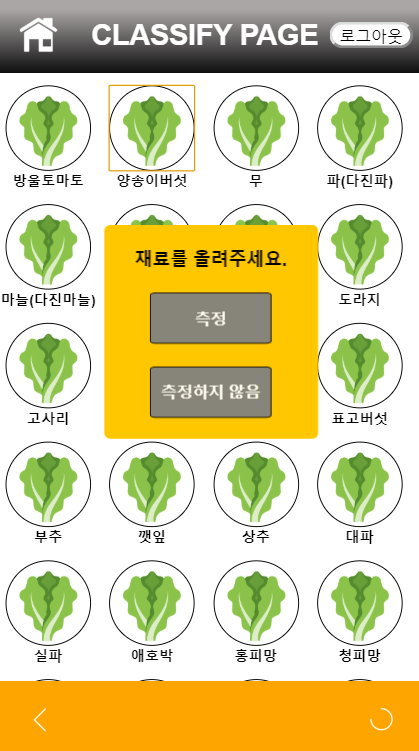 CLASSIFY PAGE 로그아웃
방울토마토 양송이버섯 무 파(다진파)
재료를 올려주세요.
마늘(다진마늘) 도라지
측정
측정하지 않음
고사리 표고버섯
부추 깻잎 상추 대파
실파 애호박 홍피망 청피망